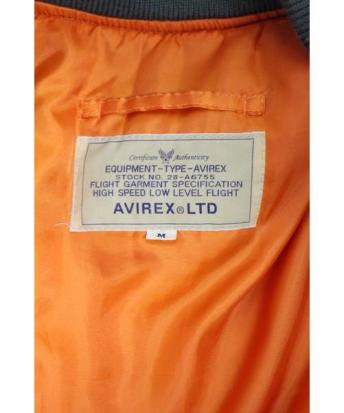 Certificate Authenticity
EQUIPMENT-TYPE-AVIREX
STOCK NO. 28-A6755
FLIGHT GARMENT SPECIFICATION
HIGH SPEED LOW LEVEL FLIGHT
AVIREX®LTD
M